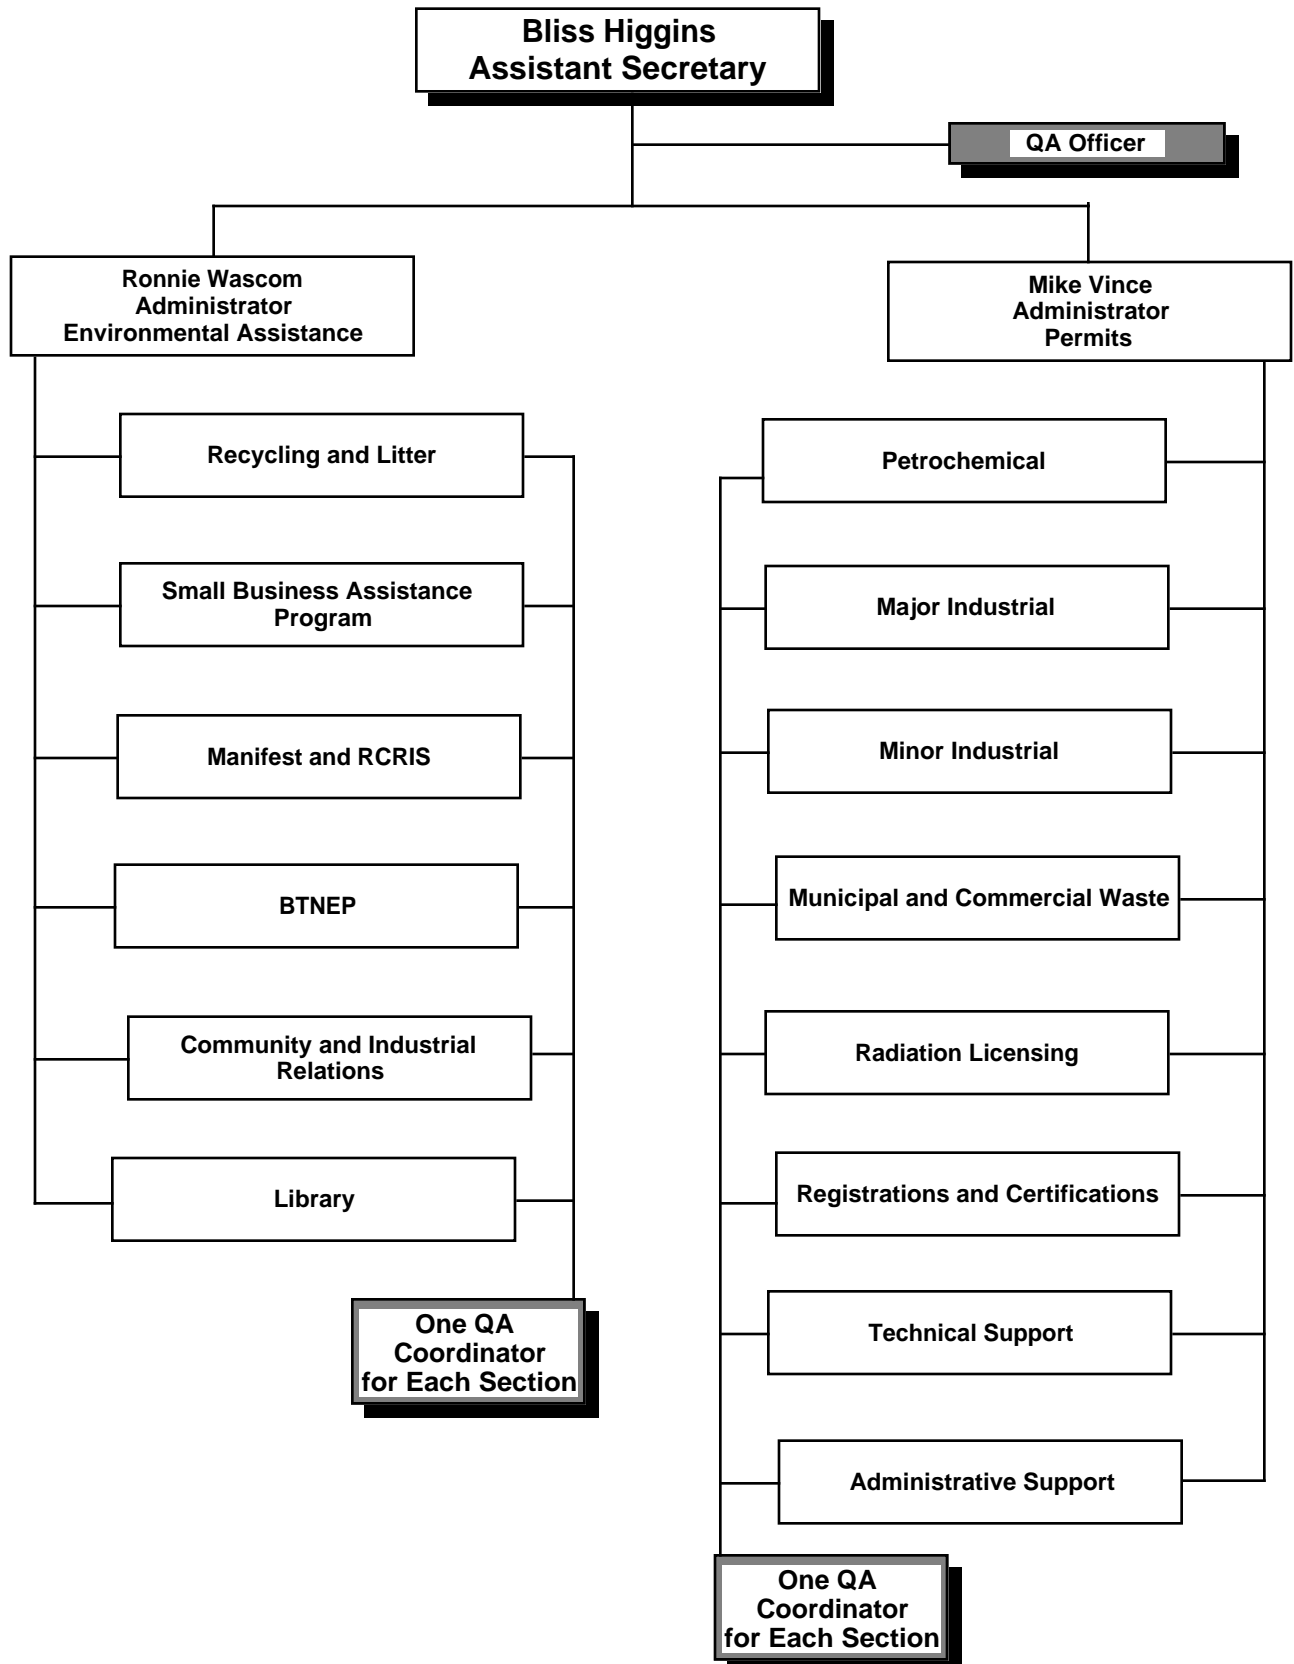 Bliss Higgins
Assistant Secretary
QA Officer
Ronnie Wascom
Administrator
Environmental Assistance
Mike Vince
Administrator
Permits
Recycling and Litter
Small Business Assistance
Program
Manifest and RCRIS
BTNEP
Community and Industrial
Relations
Library
One QA
Coordinator
for Each Section
Petrochemical
Major Industrial
Minor Industrial
Municipal and Commercial Waste
Radiation Licensing
Registrations and Certifications
Technical Support
Administrative Support
One QA
Coordinator
for Each Section